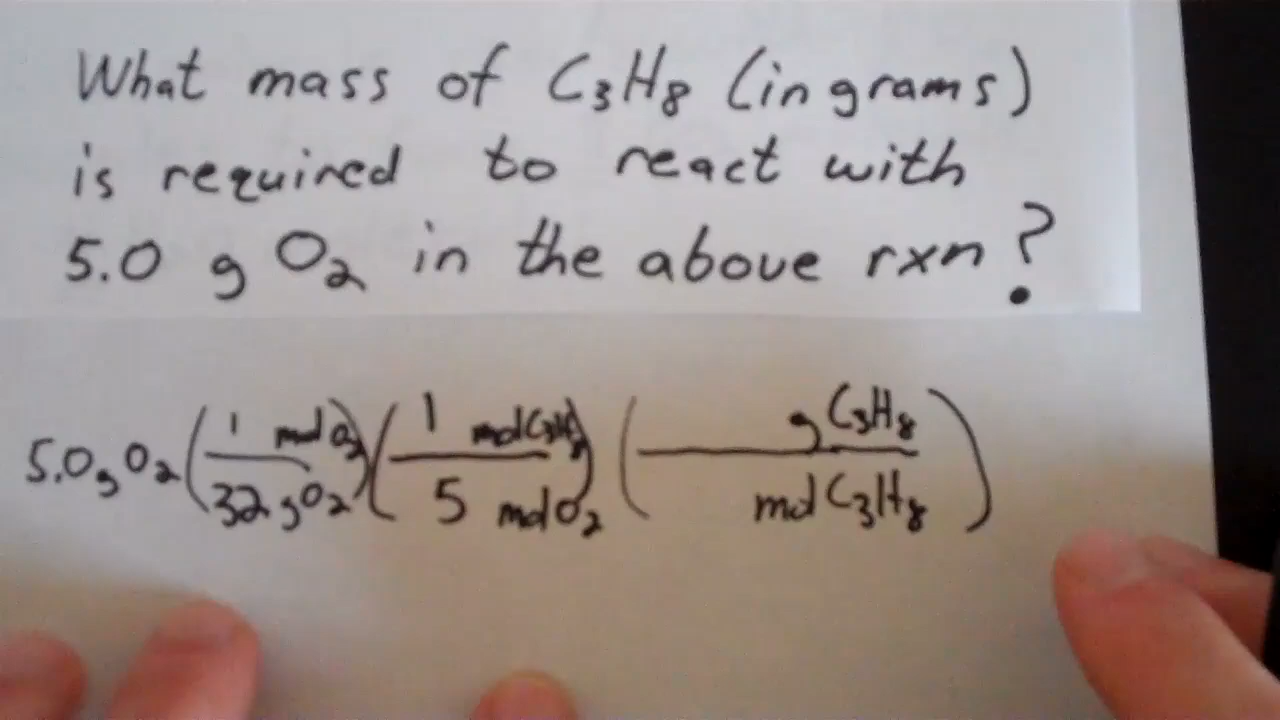 What mass of C3H8 (in grams)
is required to react with
5.0 g O2 in the above rxn?
5.0g O2 (1 mol O2 / 32 g O2) (1 mol C3H8 / 5 mol O2) ( g C3H8 / mol C3H8)